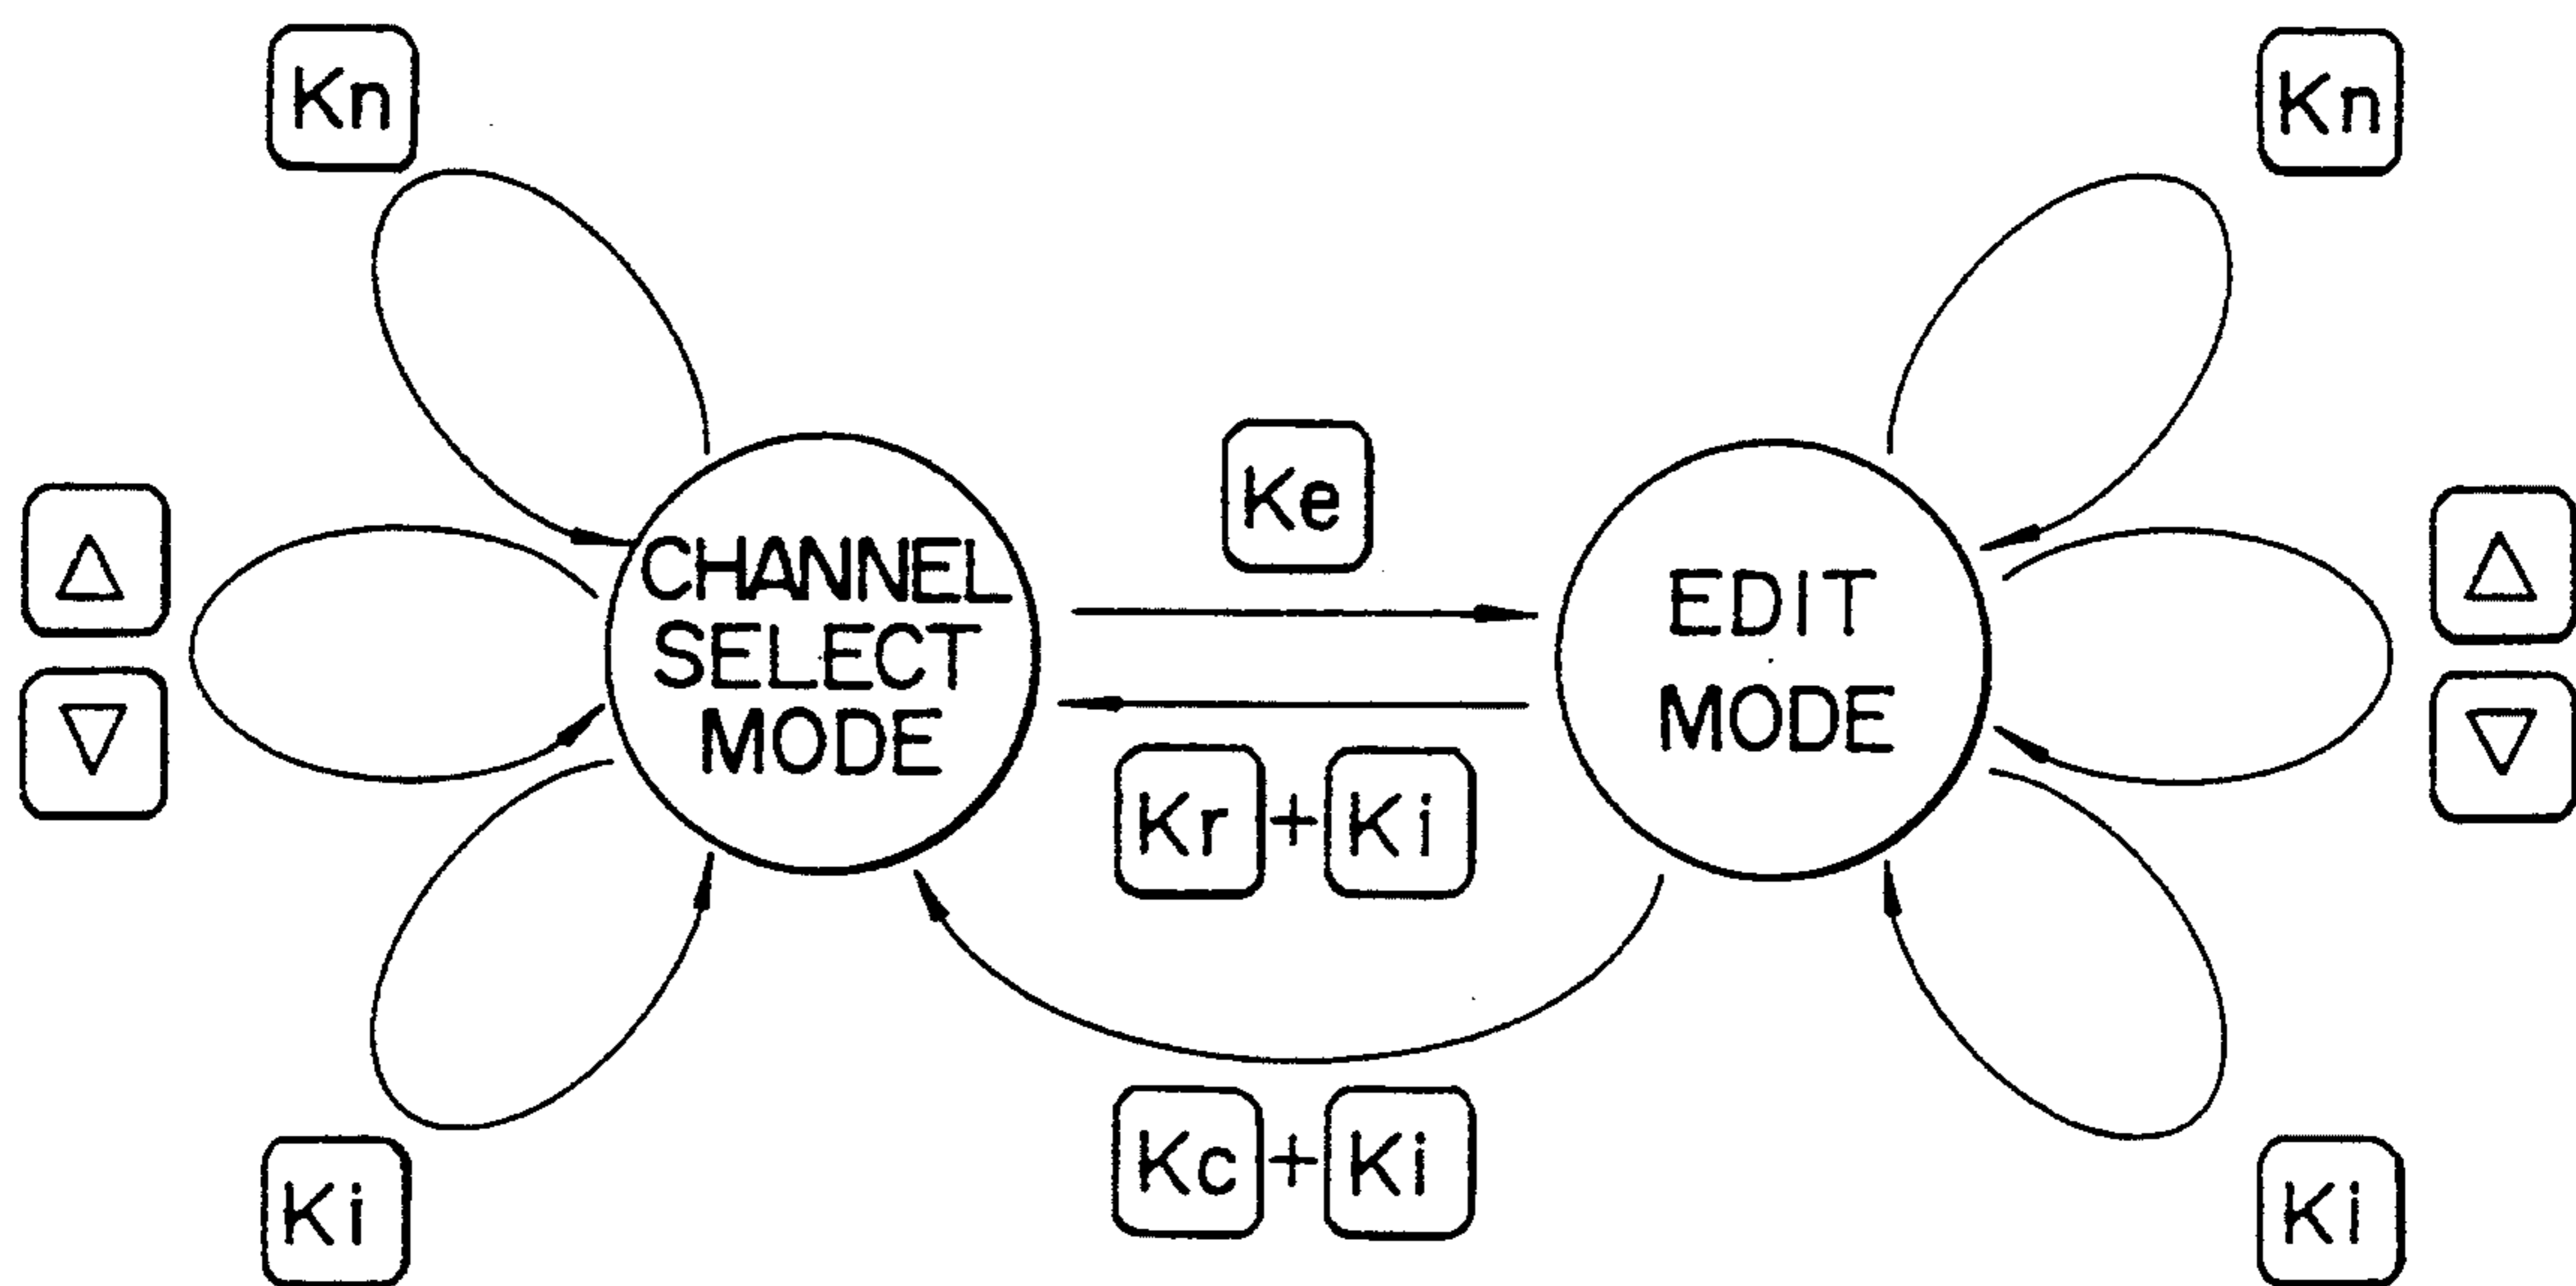 Kn
Kn
Ke
△
△
CHANNEL
SELECT
MODE
EDIT
MODE
▽
▽
Kr + Ki
Kc + Ki
Ki
Ki